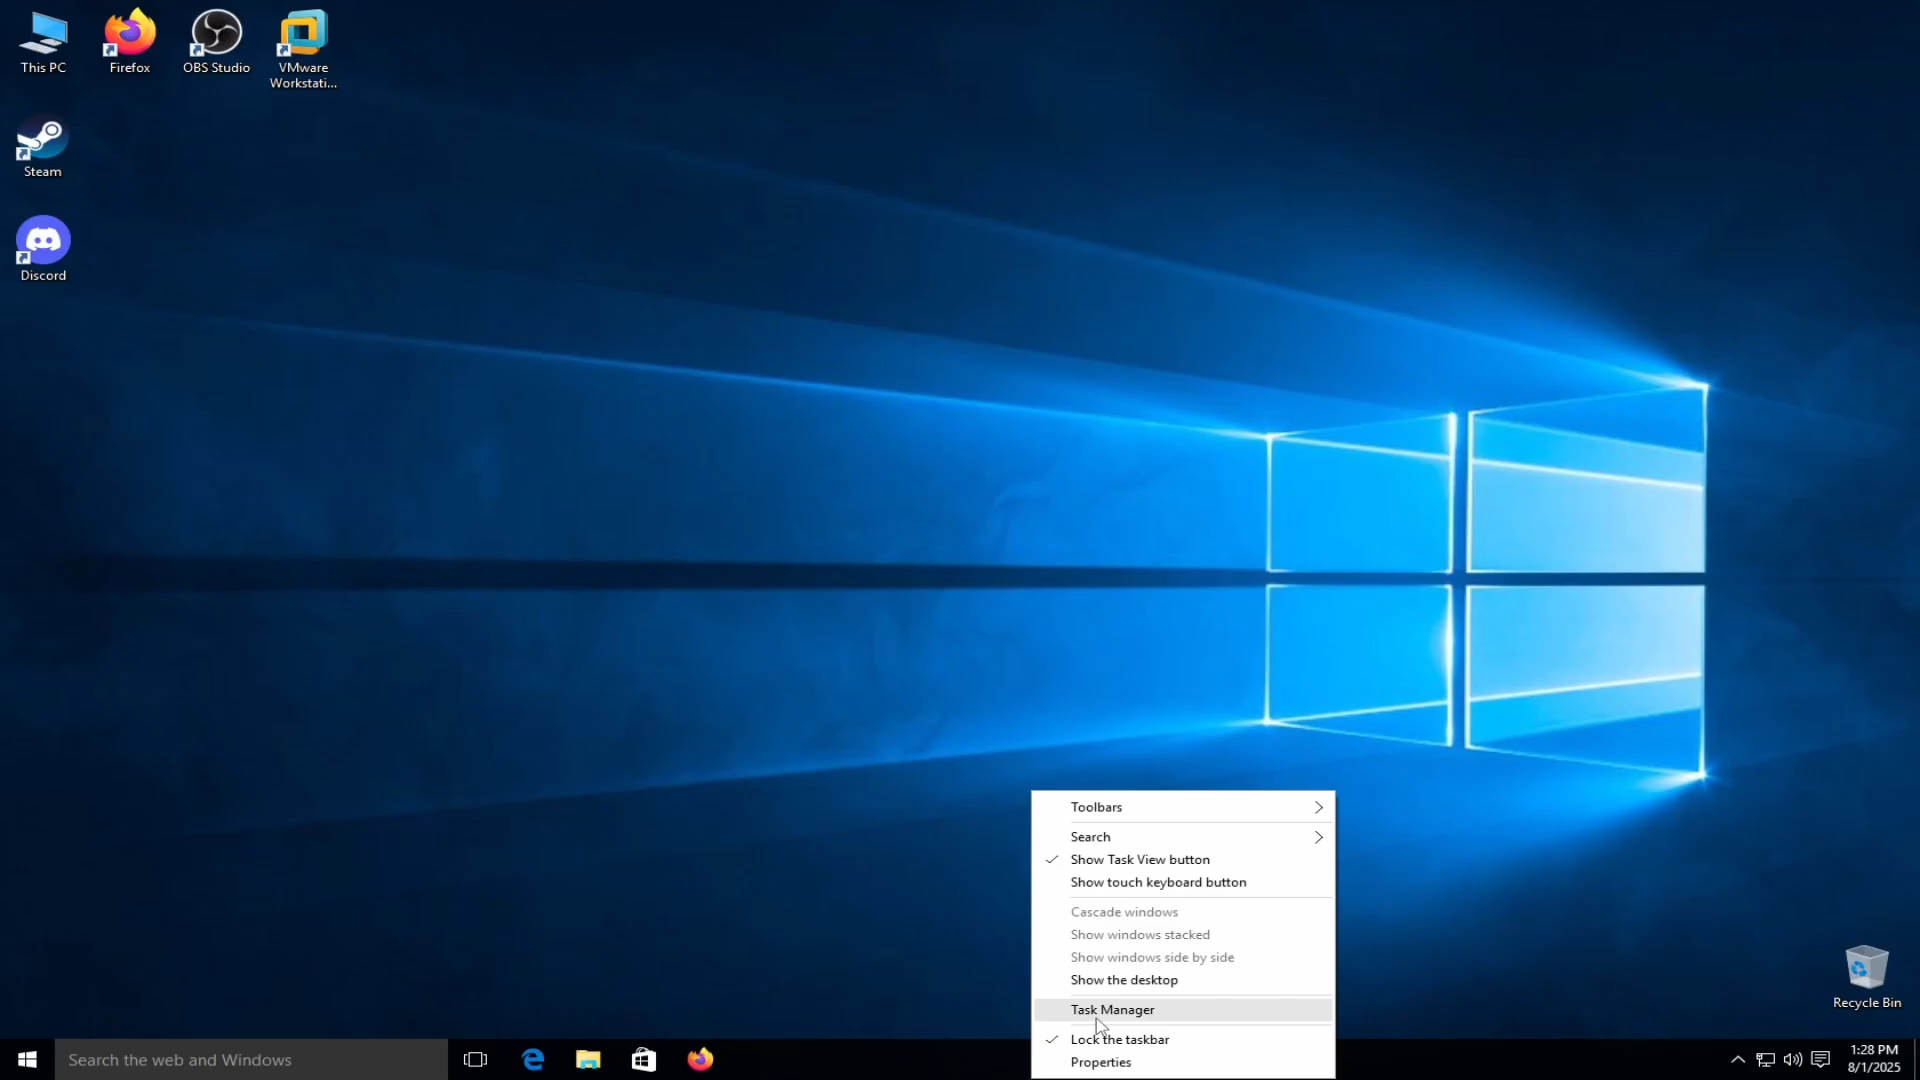 This PC
Firefox
OBS Studio
VMware
Workstati...
Steam
Discord
Toolbars
Search
Show Task View button
Show touch keyboard button
Cascade windows
Show windows stacked
Show windows side by side
Show the desktop
Task Manager
Lock the taskbar
Properties
Recycle Bin
Search the web and Windows
1:28 PM
8/1/2025